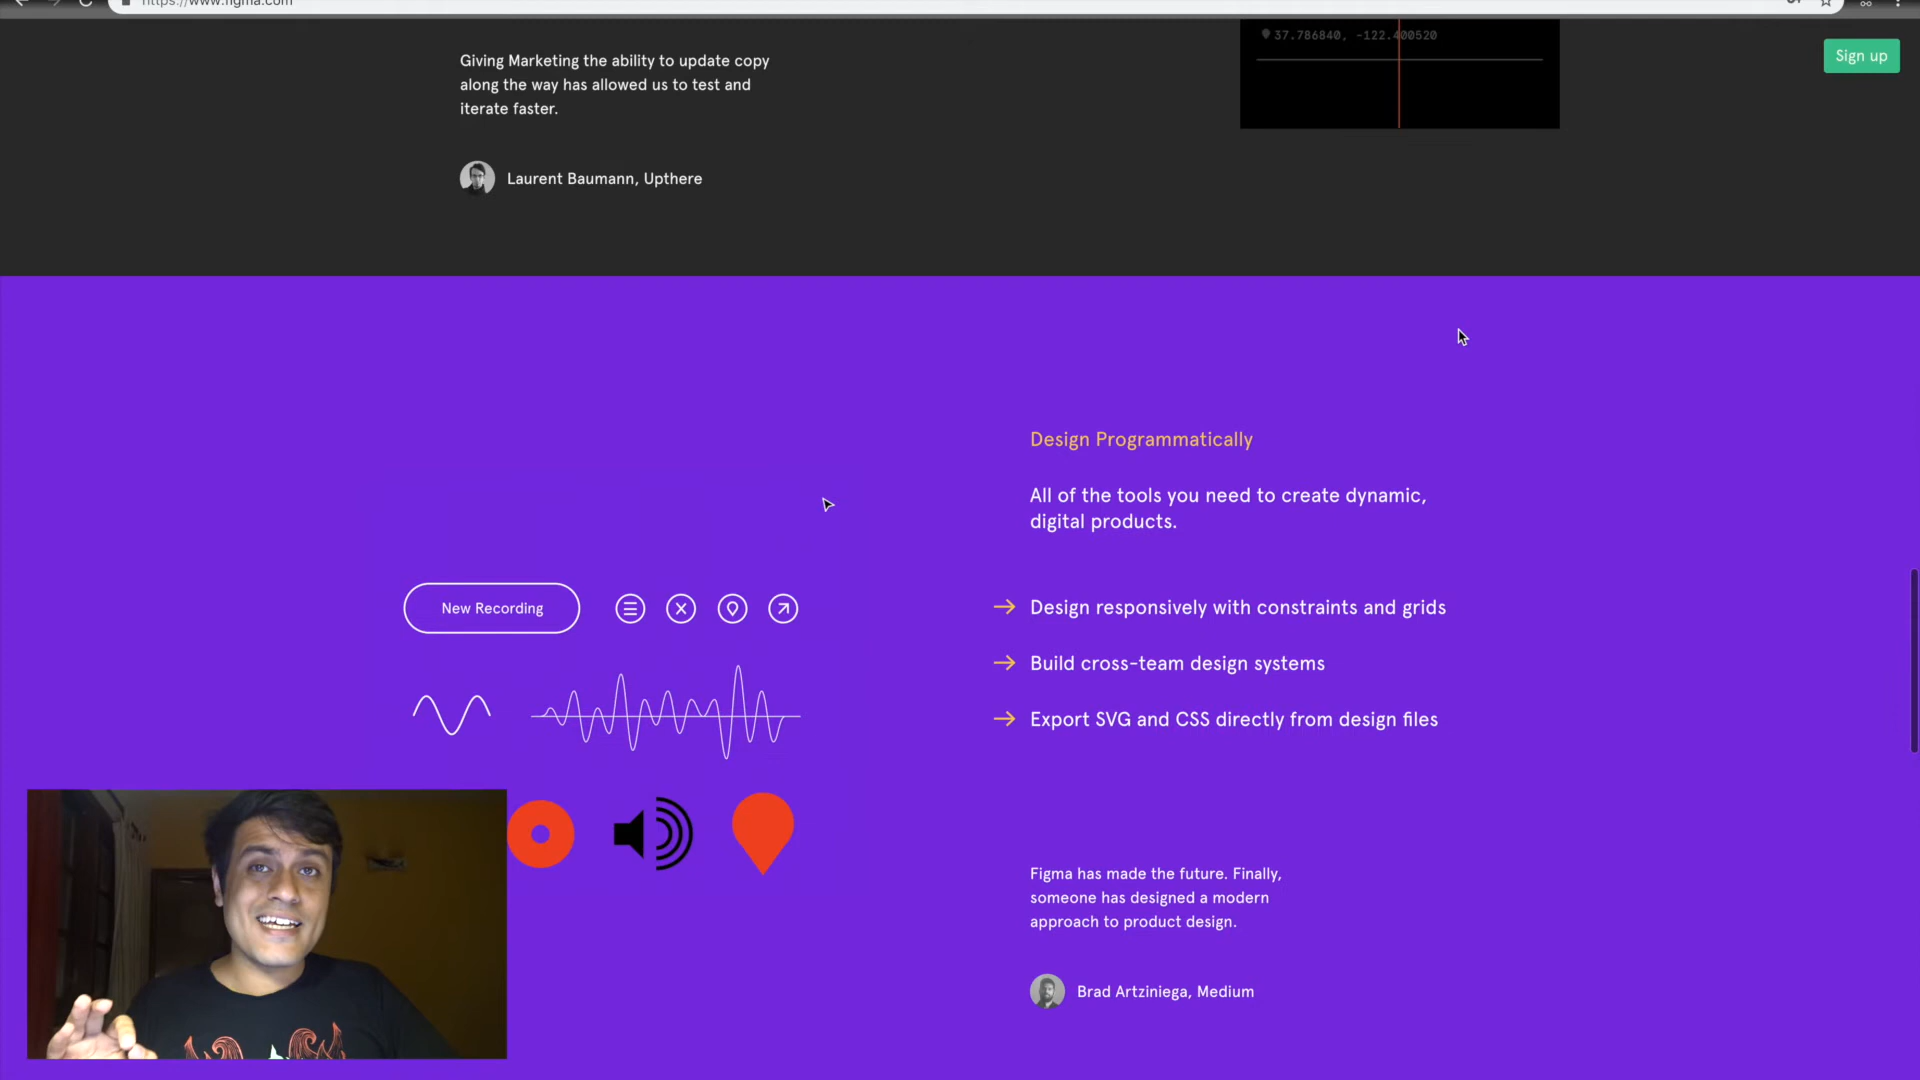 https://www.figma.com
37.786840, -122.400520
Sign up
Giving Marketing the ability to update copy
along the way has allowed us to test and
iterate faster.
Laurent Baumann, Upthere
Design Programmatically
All of the tools you need to create dynamic,
digital products.
New Recording
Design responsively with constraints and grids
Build cross-team design systems
Export SVG and CSS directly from design files
Figma has made the future. Finally,
someone has designed a modern
approach to product design.
Brad Artziniega, Medium